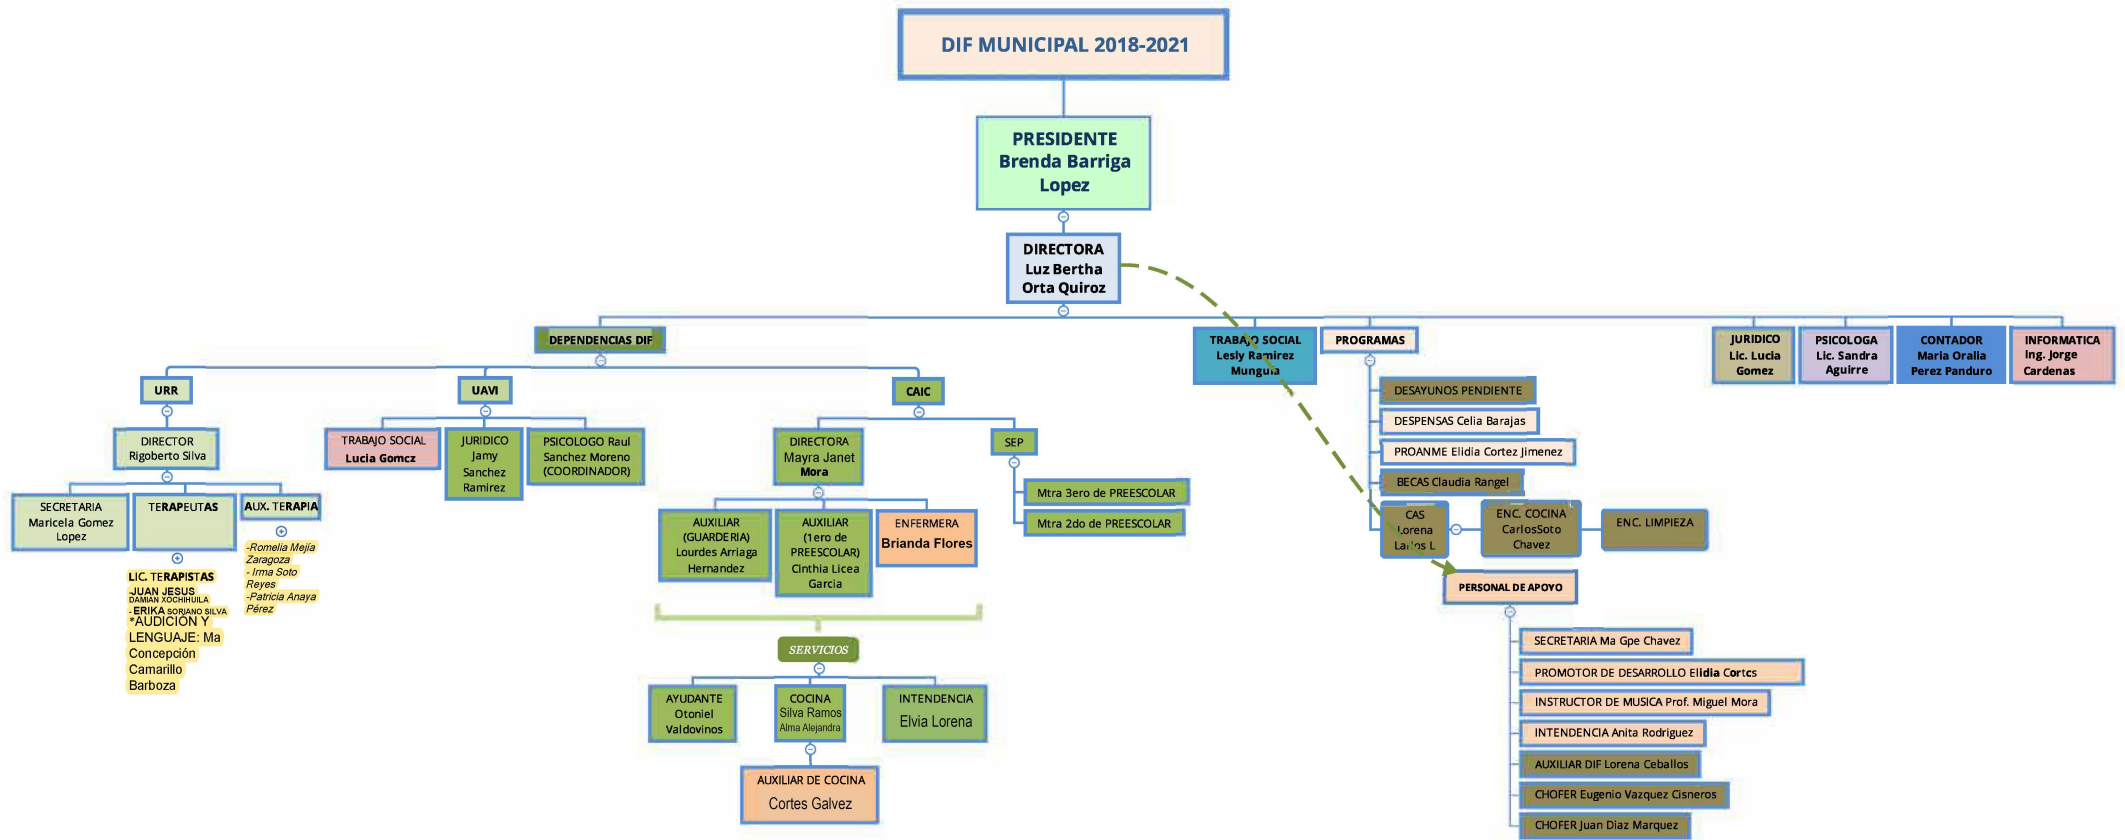 DIF MUNICIPAL 2018-2021
PRESIDENTE
Brenda Barriga
Lopez
DIRECTORA
Luz Bertha
Orta Quiroz
DEPENDENCIAS DIF
TRABAJO SOCIAL
Lesly Ramirez
Munguia
PROGRAMAS
JURIDICO
Lic. Lucia
Gomez
PSICOLOGA
Lic. Sandra
Aguirre
CONTADOR
Maria Oralia
Perez Panduro
INFORMATICA
Ing. Jorge
Cardenas
URR
UAVI
CAIC
DIRECTOR
Rigoberto Silva
SECRETARIA
Maricela Gomez
Lopez
TERAPEUTAS
AUX. TERAPIA
LIC. TERAPISTAS
-JUAN JESUS
DAMIAN XOCHIHUILA
- ERIKA SORIANO SILVA
*AUDICION Y
LENGUAJE: Ma
Concepción
Camarillo
Barboza
-Romelia Mejía
Zaragoza
- Irma Soto
Reyes
-Patricia Anaya
Pérez
TRABAJO SOCIAL
Lucia Gomcz
JURIDICO
Jamy
Sanchez
Ramirez
PSICOLOGO Raul
Sanchez Moreno
(COORDINADOR)
DIRECTORA
Mayra Janet
Mora
SEP
Mtra 3ero de PREESCOLAR
Mtra 2do de PREESCOLAR
AUXILIAR
(GUARDERIA)
Lourdes Arriaga
Hernandez
AUXILIAR
(1ero de
PREESCOLAR)
Cinthia Licea
Garcia
ENFERMERA
Brianda Flores
SERVICIOS
AYUDANTE
Otoniel
Valdovinos
COCINA
Silva Ramos
Alma Alejandra
INTENDENCIA
Elvia Lorena
AUXILIAR DE COCINA
Cortes Galvez
DESAYUNOS PENDIENTE
DESPENSAS Celia Barajas
PROANME Elidia Cortez Jimenez
BECAS Claudia Rangel
CAS
Lorena
L
ENC. COCINA
CarlosSoto
Chavez
ENC. LIMPIEZA
PERSONAL DE APOYO
SECRETARIA Ma Gpe Chavez
PROMOTOR DE DESARROLLO Elidia Cortcs
INSTRUCTOR DE MUSICA Prof. Miguel Mora
INTENDENCIA Anita Rodriguez
AUXILIAR DIF Lorena Ceballos
CHOFER Eugenio Vazquez Cisneros
CHOFER Juan Diaz Marquez